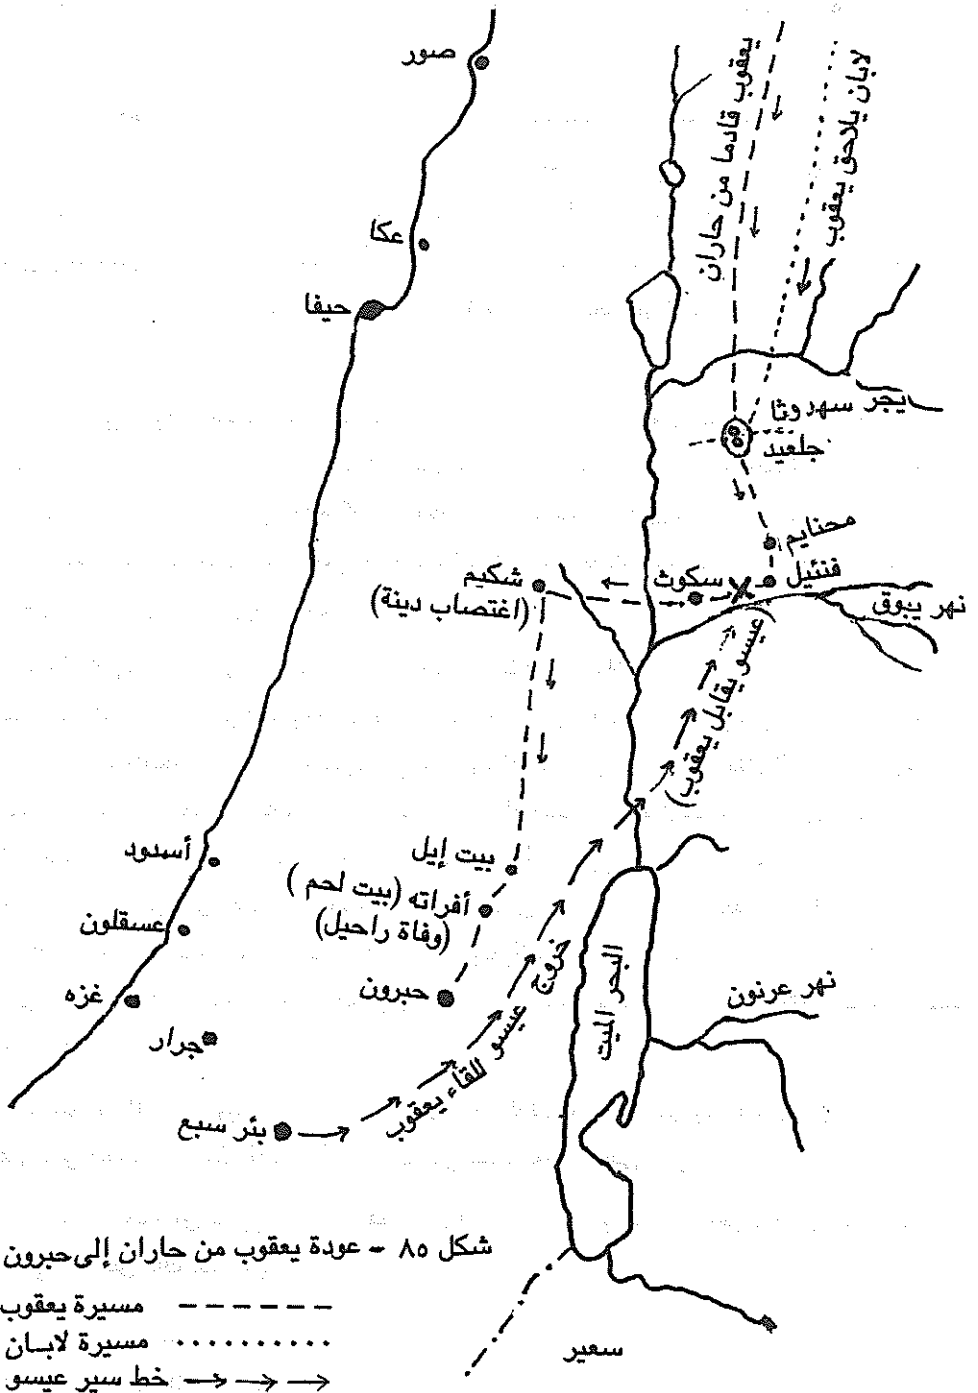 صور
يعقوب قادما من حاران
لابان يلاحق يعقوب
عكا
حيفا
يجر سهدوثا
جلعيد
محنايم
فنئيل
سكوث
شكيم
(اغتصاب دينة)
نهر يبوق
(عيسو يقابل يعقوب)
بيت إيل
أفراته (بيت لحم)
(وفاة راحيل)
حبرون
أسدود
عسقلون
غزه
جرار
بئر سبع
خروج عيسو للقاء يعقوب
البحر الميت
نهر عرنون
سعير
شكل ٨٥ - عودة يعقوب من حاران إلى حبرون
مسيرة يعقوب
مسيرة لابـان
خط سير عيسو